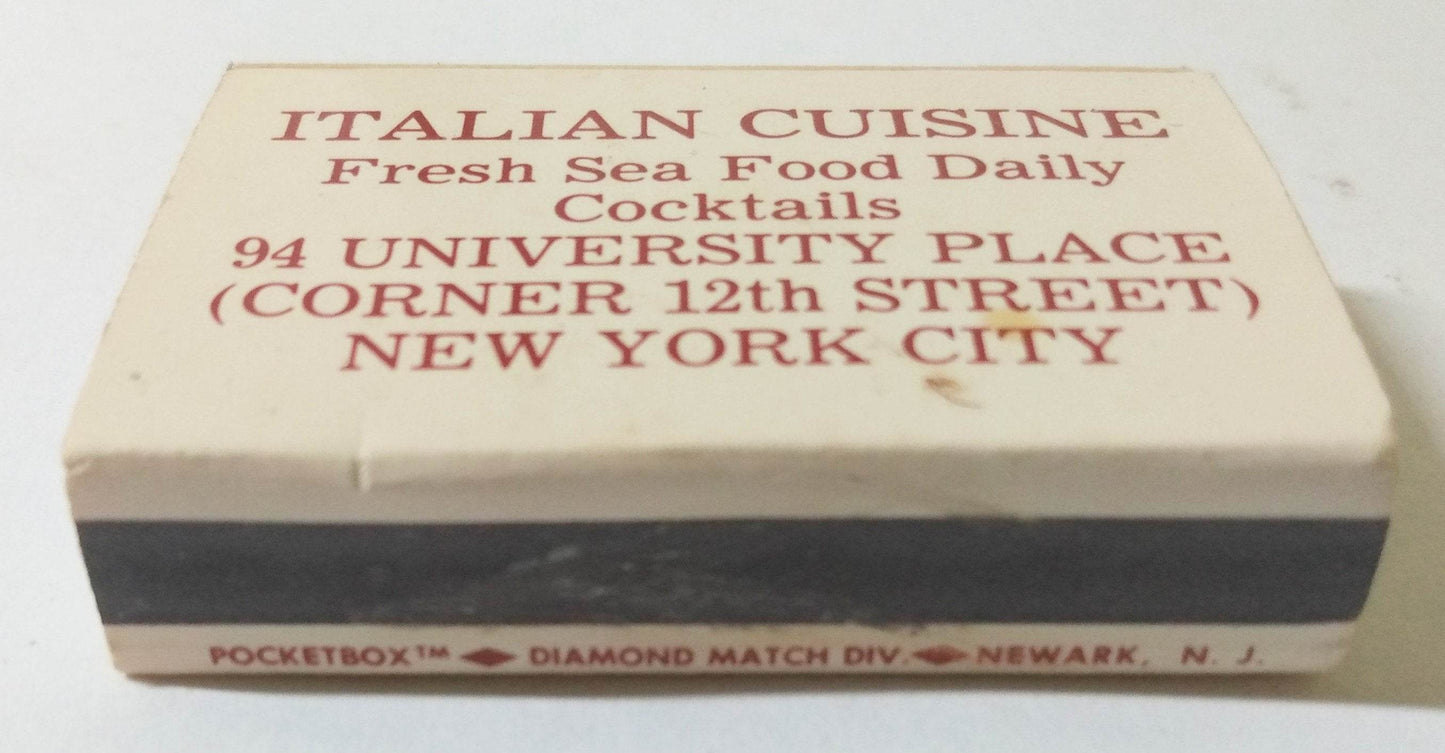 ITALIAN CUISINE
Fresh Sea Food Daily
Cocktails
94 UNIVERSITY PLACE
(CORNER 12th STREET)
NEW YORK CITY
POCKETBOX™ ◆ DIAMOND MATCH DIV. ◆ NEWARK, N. J.